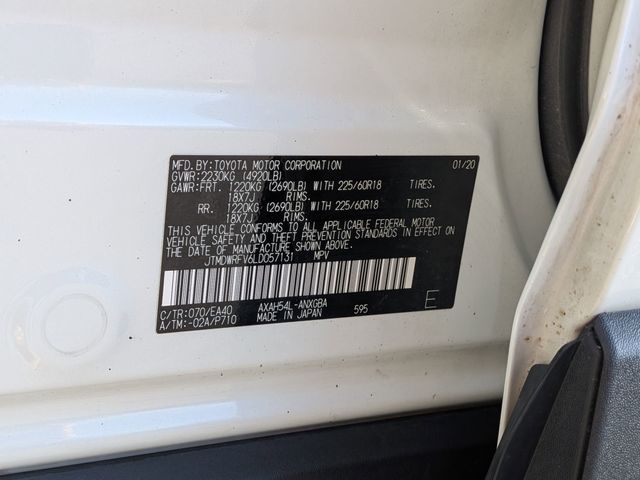 MFD.BY:TOYOTA MOTOR CORPORATION 01/20
GVWR:2230KG (4920LB)
GAWR:FRT. 1220KG (2690LB) WITH 225/60R18 TIRES.
18X7J RIMS.
RR. 1220KG (2690LB) WITH 225/60R18 TIRES.
18X7J RIMS.
THIS VEHICLE CONFORMS TO ALL APPLICABLE FEDERAL MOTOR
VEHICLE SAFETY AND THEFT PREVENTION STANDARDS IN EFFECT ON
THE DATE OF MANUFACTURE SHOWN ABOVE.
JTMDWRFV6LD057131 MPV
C/TR:070/EA40 AXAH54L-ANXGBA 595 E
A/TM:-02A/P710 MADE IN JAPAN